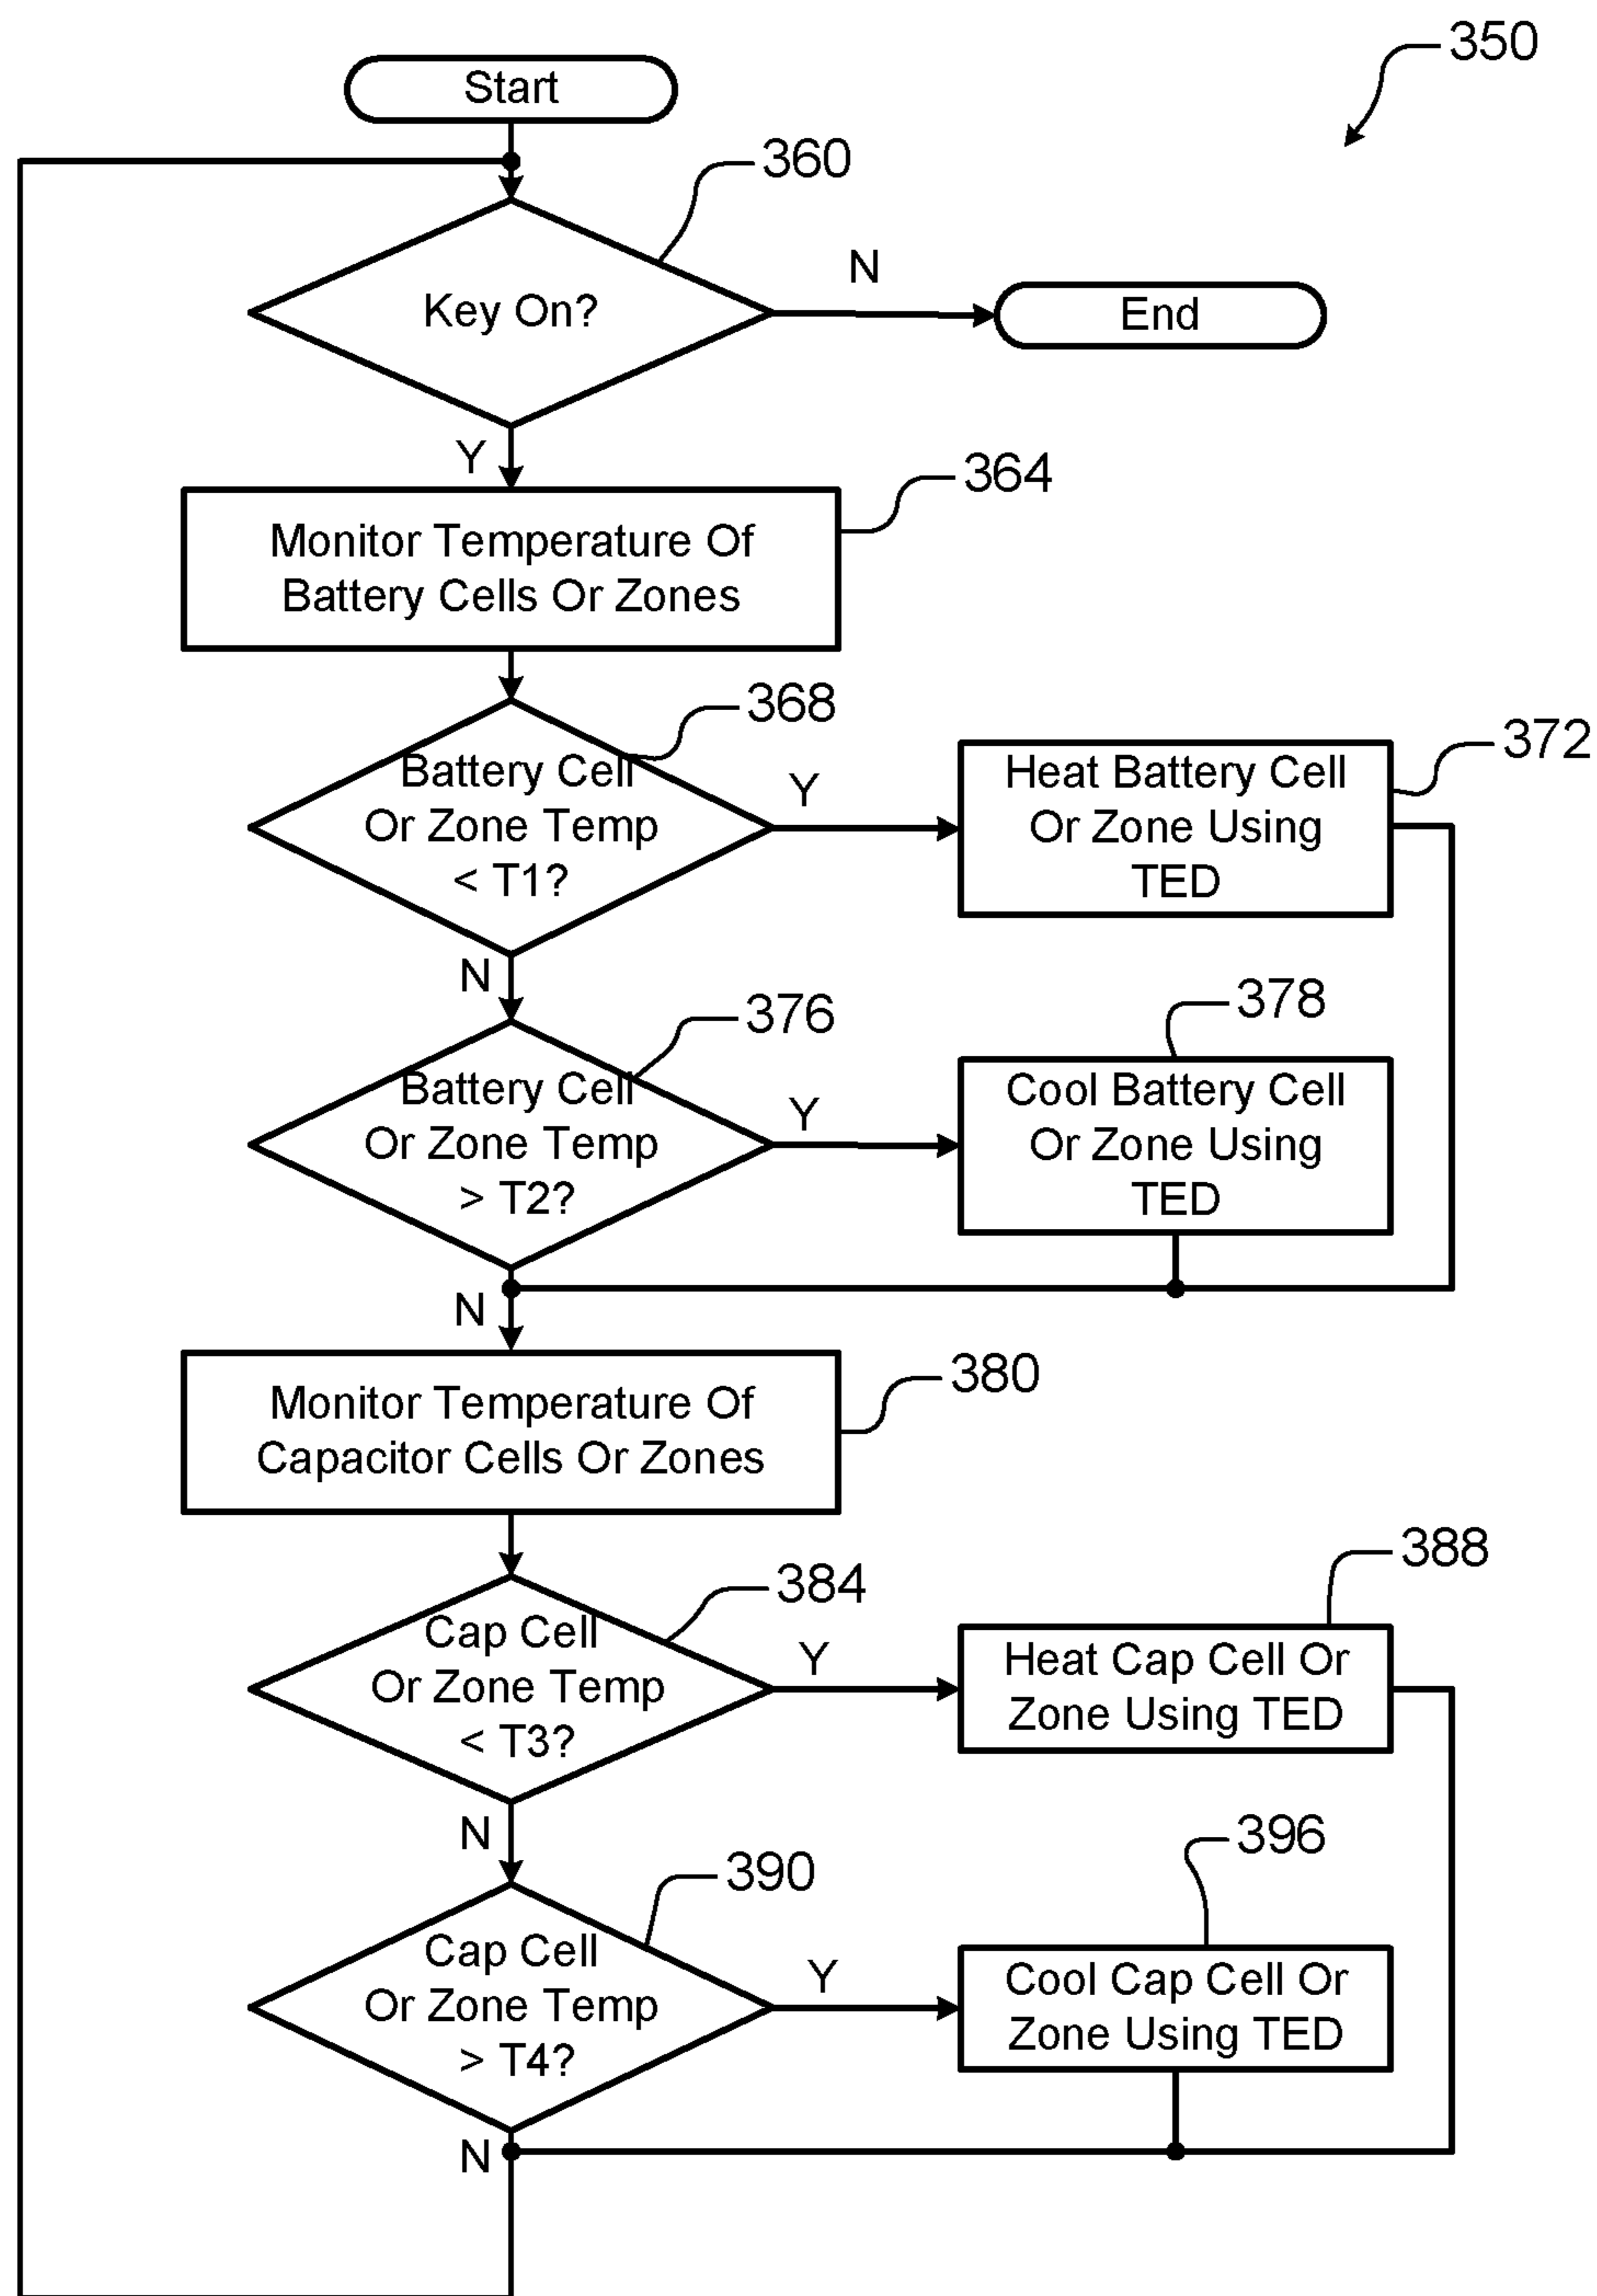 350
Start
360
Key On?
N
End
Y
364
Monitor Temperature Of
Battery Cells Or Zones
368
Battery Cell
Or Zone Temp
< T1?
Y
372
Heat Battery Cell
Or Zone Using
TED
N
376
Battery Cell
Or Zone Temp
> T2?
Y
378
Cool Battery Cell
Or Zone Using
TED
N
380
Monitor Temperature Of
Capacitor Cells Or Zones
384
Cap Cell
Or Zone Temp
< T3?
Y
388
Heat Cap Cell Or
Zone Using TED
N
390
Cap Cell
Or Zone Temp
> T4?
Y
396
Cool Cap Cell Or
Zone Using TED
N